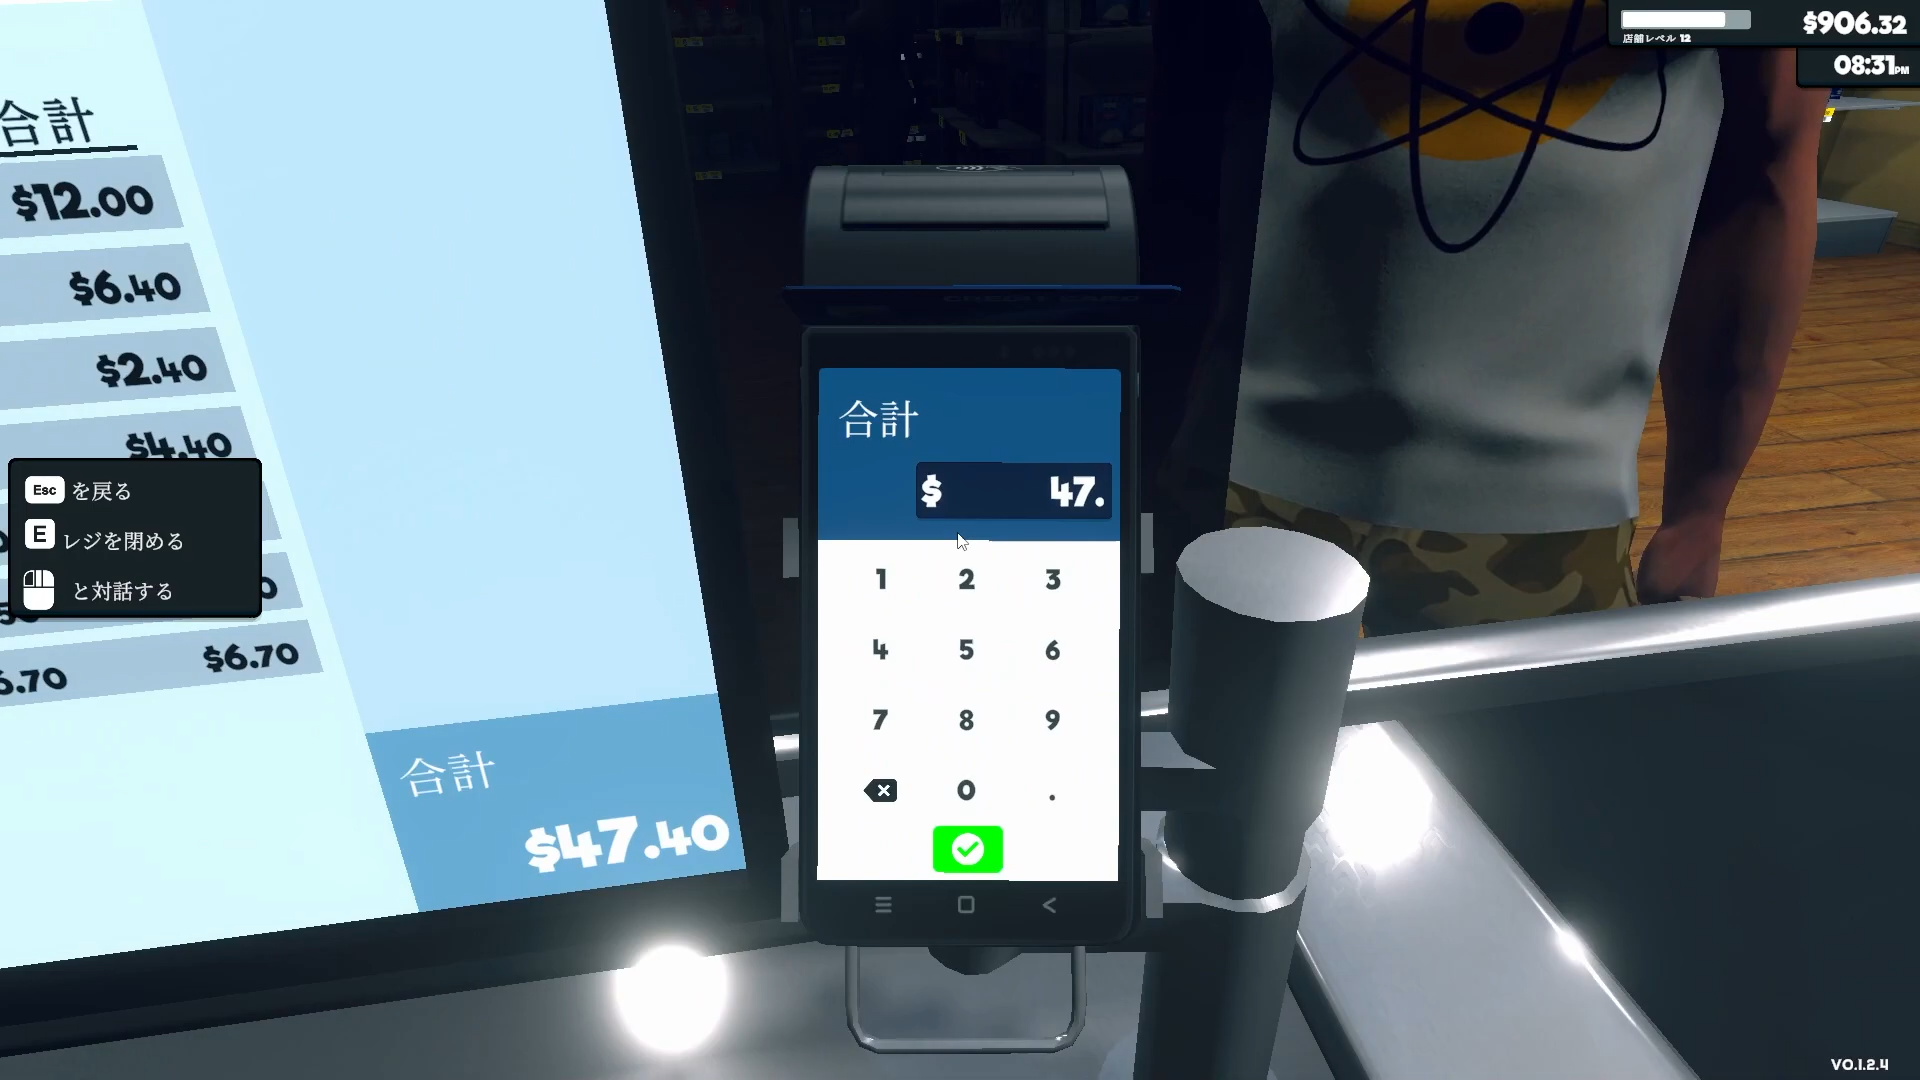 合計
$12.00
$6.40
$2.40
$4.40
$6.70
合計
$47.40
Esc を戻る
E レジを閉める
と対話する
CREDIT CARD
合計
$ 47.
1 2 3
4 5 6
7 8 9
0 .
店舗レベル 12
$906.32
08:31PM
V0.1.2.4